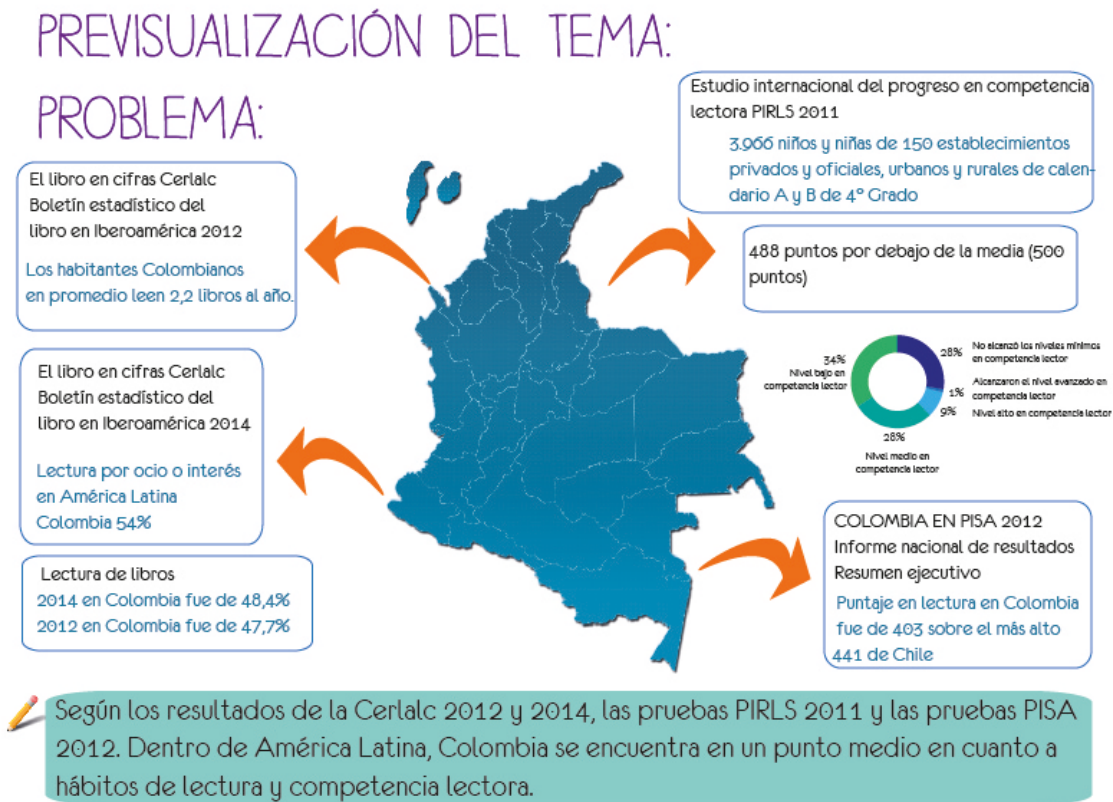 PREVISUALIZACIÓN DEL TEMA:
PROBLEMA:
El libro en cifras Cerlalc
Boletín estadístico del
libro en Iberoamérica 2012
Los habitantes Colombianos
en promedio leen 2,2 libros al año.
El libro en cifras Cerlalc
Boletín estadístico del
libro en Iberoamérica 2014
Lectura por ocio o interés
en América Latina
Colombia 54%
Lectura de libros
2014 en Colombia fue de 48,4%
2012 en Colombia fue de 47,7%
Estudio internacional del progreso en competencia
lectora PIRLS 2011
3.966 niños y niñas de 150 establecimientos
privados y oficiales, urbanos y rurales de calen-
dario A y B de 4º Grado
488 puntos por debajo de la media (500
puntos)
34%
Nivel bajo en
competencia lector
28%
No alcanzó los niveles mínimos
en competencia lector
1%
Alcanzaron el nivel avanzado en
competencia lector
9%
Nivel alto en competencia lector
28%
Nivel medio en
competencia lector
COLOMBIA EN PISA 2012
Informe nacional de resultados
Resumen ejecutivo
Puntaje en lectura en Colombia
fue de 403 sobre el más alto
441 de Chile
Según los resultados de la Cerlalc 2012 y 2014, las pruebas PIRLS 2011 y las pruebas PISA
2012. Dentro de América Latina, Colombia se encuentra en un punto medio en cuanto a
hábitos de lectura y competencia lectora.